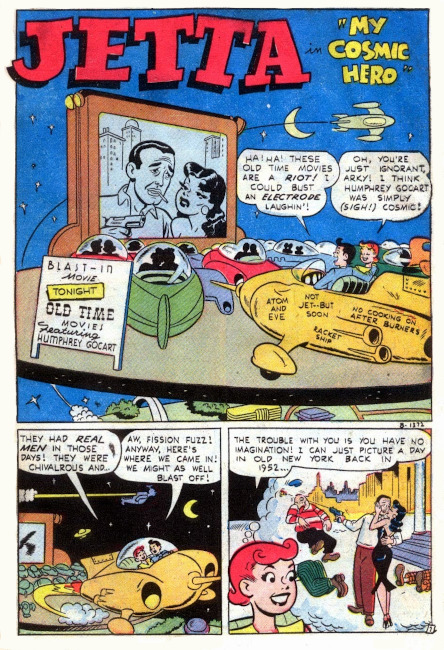 JETTA
in
"MY
COSMIC
HERO"
HA! HA! THESE
OLD TIME MOVIES
ARE A RIOT! I
COULD BUST
AN ELECTRODE
LAUGHIN'!
OH, YOU'RE
JUST IGNORANT,
ARKY! I THINK
HUMPHREY GOCART
WAS SIMPLY
(SIGH!) COSMIC!
BLAST-IN
MOVIE
TONIGHT
OLD TIME
MOVIES
Featuring
HUMPHREY GOCART
ATOM
AND
EVE
NOT
JET--BUT
SOON
NO COOKING ON
AFTER BURNERS
RACKET
SHIP
B-1272
THEY HAD REAL
MEN IN THOSE
DAYS! THEY WERE
CHIVALROUS AND...
AW, FISSION FUZZ!
ANYWAY, HERE'S
WHERE WE CAME IN!
WE MIGHT AS WELL
BLAST OFF!
THE TROUBLE WITH YOU IS YOU HAVE NO
IMAGINATION! I CAN JUST PICTURE A DAY
IN OLD NEW YORK BACK IN
1952...